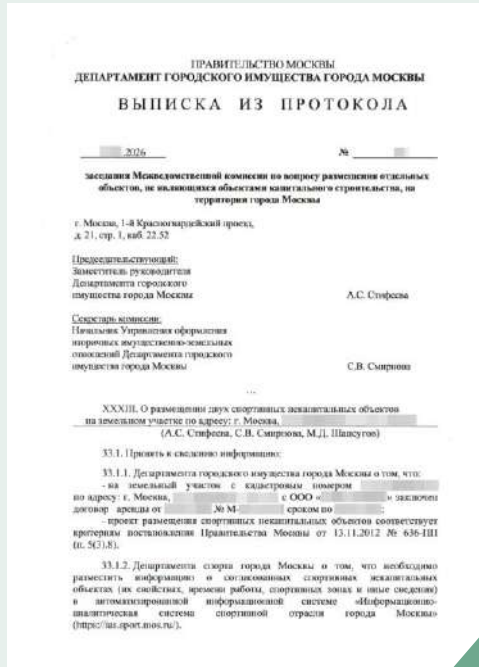 ПРАВИТЕЛЬСТВО МОСКВЫ
ДЕПАРТАМЕНТ ГОРОДСКОГО ИМУЩЕСТВА ГОРОДА МОСКВЫ
ВЫПИСКА ИЗ ПРОТОКОЛА
2026 №
заседания Межведомственной комиссии по вопросу размещения отдельных
объектов, не являющихся объектами капитального строительства, на
территории города Москвы
г. Москва, 1-й Красногвардейский проезд,
д. 21, стр. 1, каб. 22.52
Председательствующий:
Заместитель руководителя
Департамента городского
имущества города Москвы А.С. Стифеева
Секретарь комиссии:
Начальник Управления оформления
вторичных имущественно-земельных
отношений Департамента городского
имущества города Москвы С.В. Смирнова
...
XXXIII. О размещении двух спортивных некапитальных объектов
на земельном участке по адресу: г. Москва,
(А.С. Стифеева, С.В. Смирнова, М.Д. Шапсугов)
33.1. Принять к сведению информацию:
33.1.1. Департамента городского имущества города Москвы о том, что:
- на земельный участок с кадастровым номером
по адресу: г. Москва, с ООО « » заключен
договор аренды от № М- сроком по ;
- проект размещения спортивных некапитальных объектов соответствует
критериям постановления Правительства Москвы от 13.11.2012 № 636-ПП
(п. 5(3).8).
33.1.2. Департамента спорта города Москвы о том, что необходимо
разместить информацию о согласованных спортивных некапитальных
объектах (их свойствах, времени работы, спортивных зонах и иные сведения)
в автоматизированной информационной системе «Информационно-
аналитическая система спортивной отрасли города Москвы»
(https://ias.sport.mos.ru/).